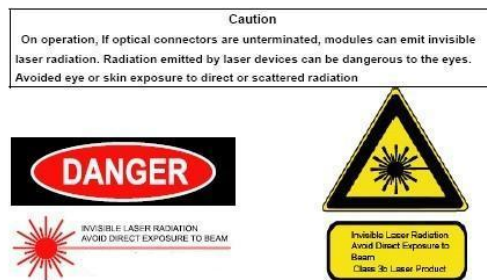 Caution
On operation, If optical connectors are unterminated, modules can emit invisible
laser radiation. Radiation emitted by laser devices can be dangerous to the eyes.
Avoided eye or skin exposure to direct or scattered radiation
DANGER
INVISIBLE LASER RADIATION
AVOID DIRECT EXPOSURE TO BEAM
Invisible Laser Radiation
Avoid Direct Exposure to
Beam
Class 3b Laser Product